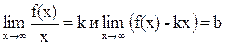 lim x→∞ f(x)/x = k и lim x→∞ (f(x) - kx) = b